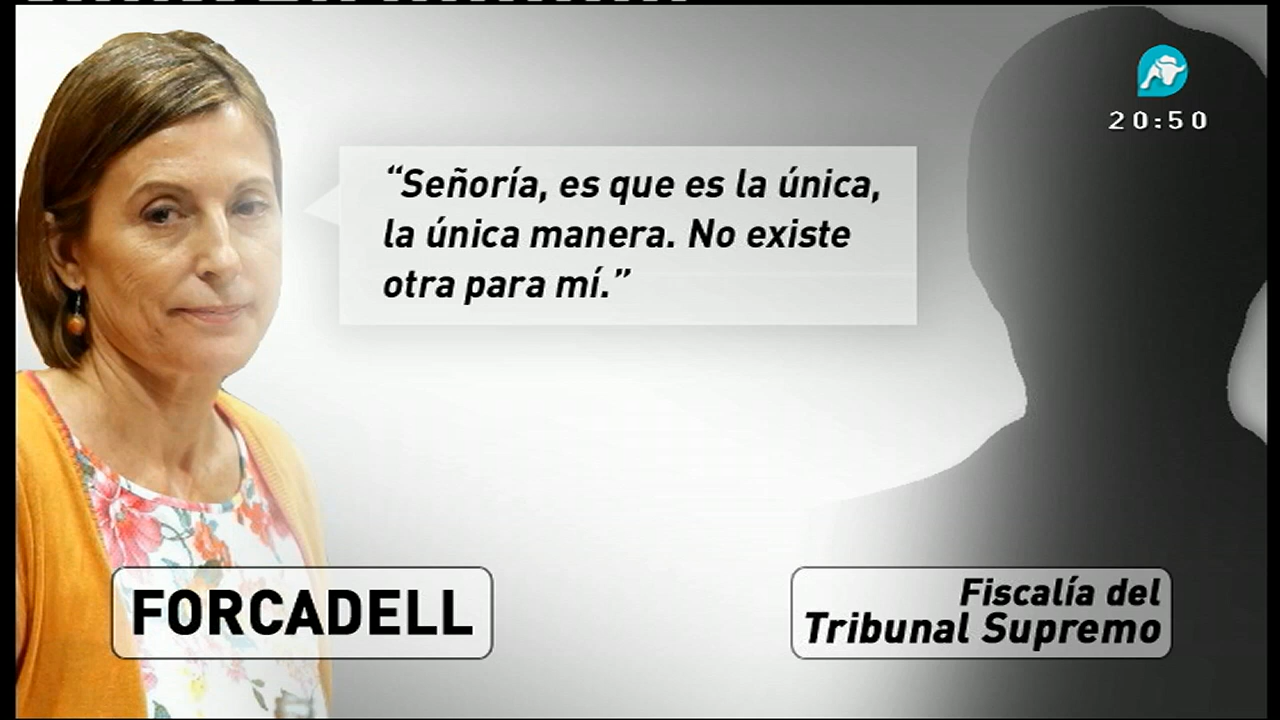 20:50
“Señoría, es que es la única,
la única manera. No existe
otra para mí.”
FORCADELL
Fiscalía del
Tribunal Supremo